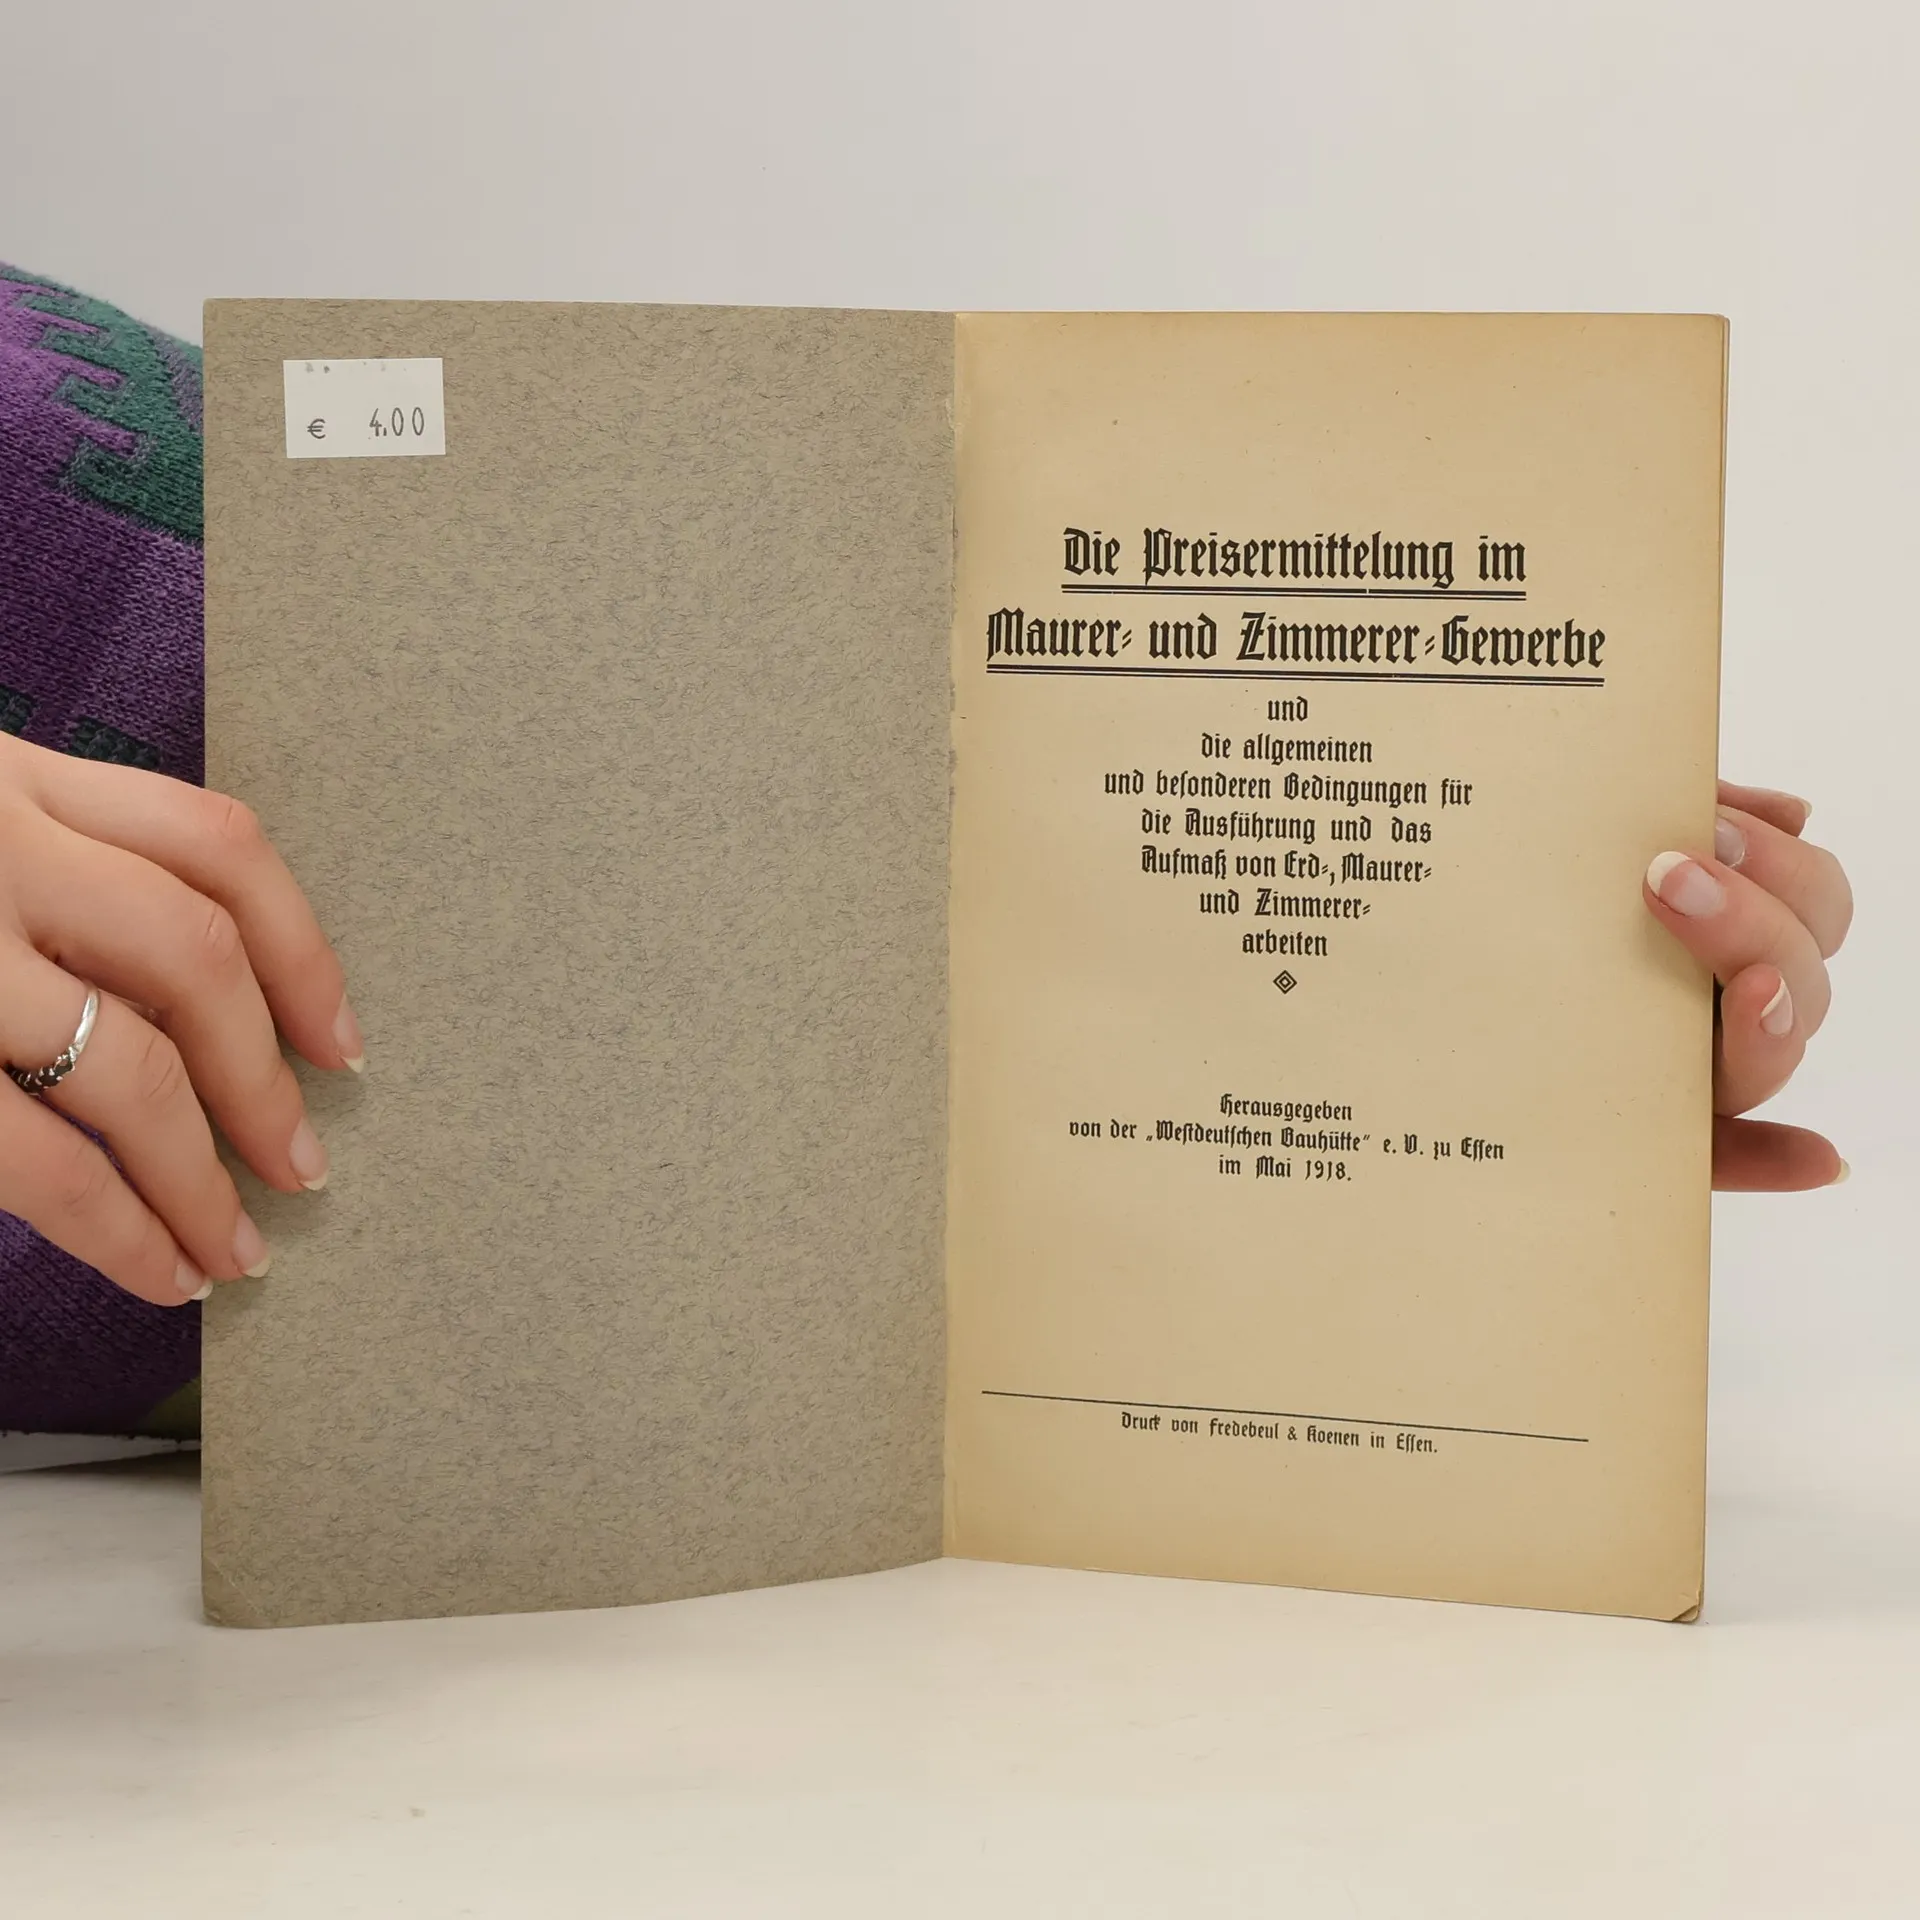 € 4.00
Die Preisermittelung im
Maurer- und Zimmerer-Gewerbe
und
die allgemeinen
und besonderen Bedingungen für
die Ausführung und das
Aufmaß von Erd-, Maurer-
und Zimmerer-
arbeiten
Herausgegeben
von der „Westdeutschen Bauhütte“ e. V. zu Essen
im Mai 1918.
Druck von Fredebeul & Koenen in Essen.